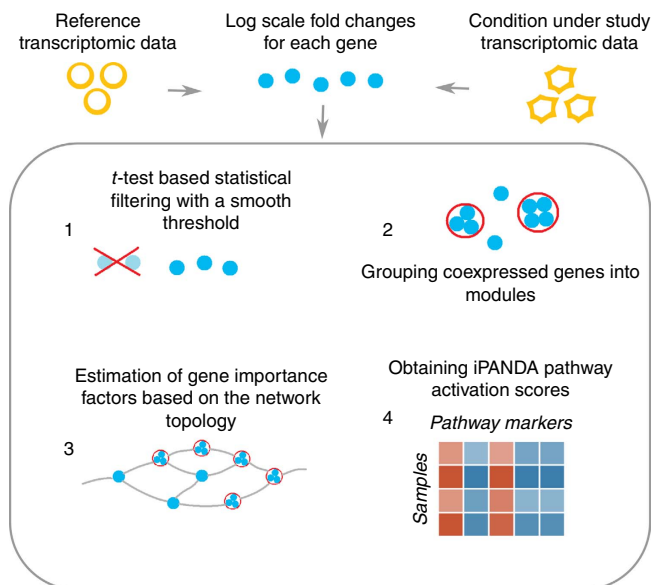 Reference
transcriptomic data
Log scale fold changes
for each gene
Condition under study
transcriptomic data
1
t-test based statistical
filtering with a smooth
threshold
2
Grouping coexpressed genes into
modules
3
Estimation of gene importance
factors based on the network
topology
4
Obtaining iPANDA pathway
activation scores
Pathway markers
Samples